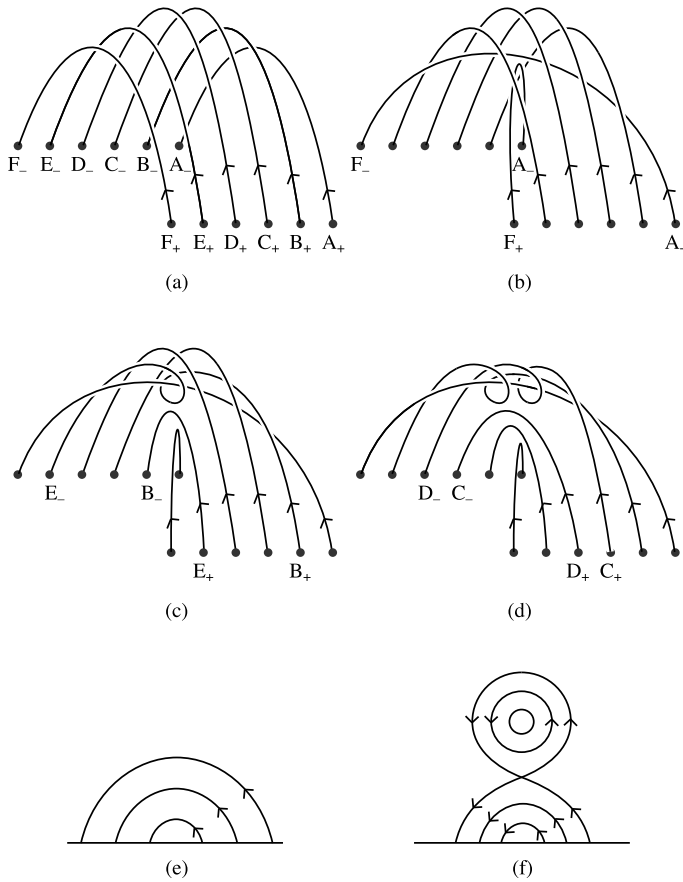 F₋ E₋ D₋ C₋ B₋ A₋
F₊ E₊ D₊ C₊ B₊ A₊
(a)
F₋ A₋
F₊ A₋
(b)
E₋ B₋
E₊ B₊
(c)
D₋ C₋
D₊ C₊
(d)
(e)
(f)